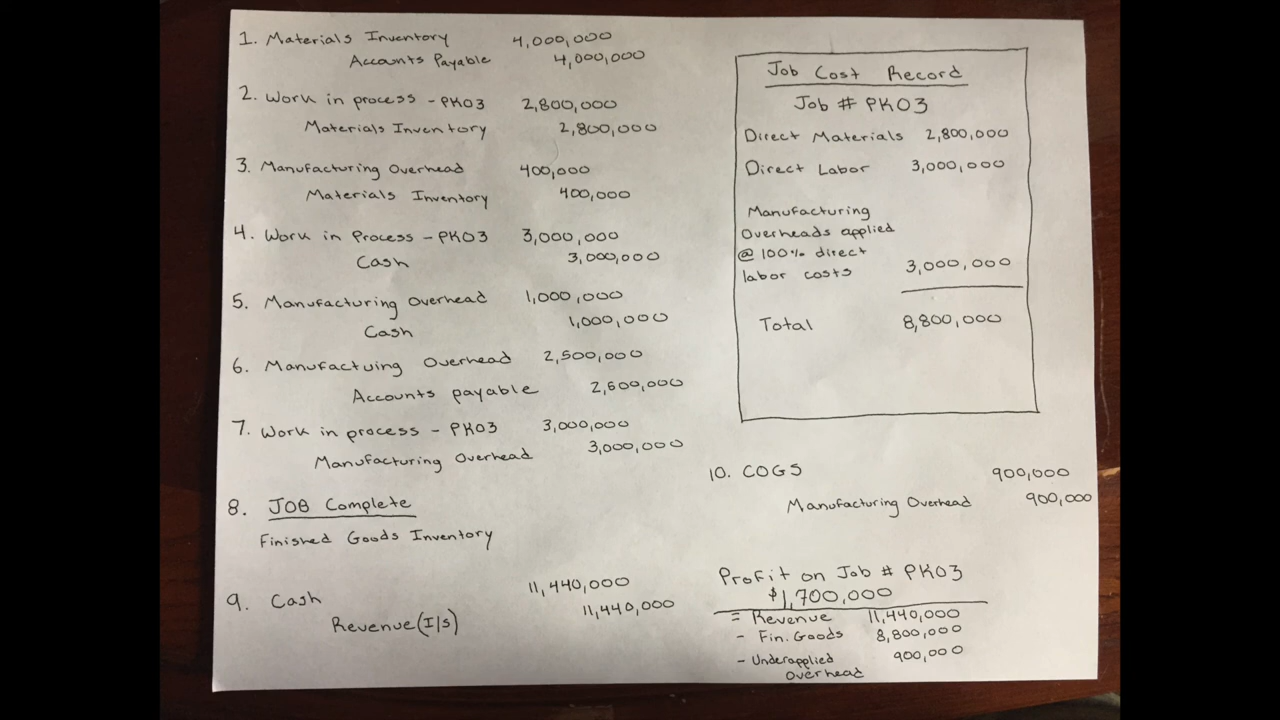 1. Materials Inventory 4,000,000
Accounts Payable 4,000,000
2. Work in process - PK03 2,800,000
Materials Inventory 2,800,000
3. Manufacturing Overhead 400,000
Materials Inventory 400,000
4. Work in Process - PK03 3,000,000
Cash 3,000,000
5. Manufacturing Overhead 1,000,000
Cash 1,000,000
6. Manufactuing Overhead 2,500,000
Accounts payable 2,500,000
7. Work in process - PK03 3,000,000
Manufacturing Overhead 3,000,000
8. JOB Complete
Finished Goods Inventory
9. Cash 11,440,000
Revenue (I/S) 11,440,000
Job Cost Record
Job # PK03
Direct Materials 2,800,000
Direct Labor 3,000,000
Manufacturing
Overheads applied
@ 100% direct
labor costs 3,000,000
Total 8,800,000
10. COGS 900,000
Manufacturing Overhead 900,000
Profit on Job # PK03
$1,700,000
= Revenue 11,440,000
- Fin. Goods 8,800,000
- Underapplied 900,000
Overhead